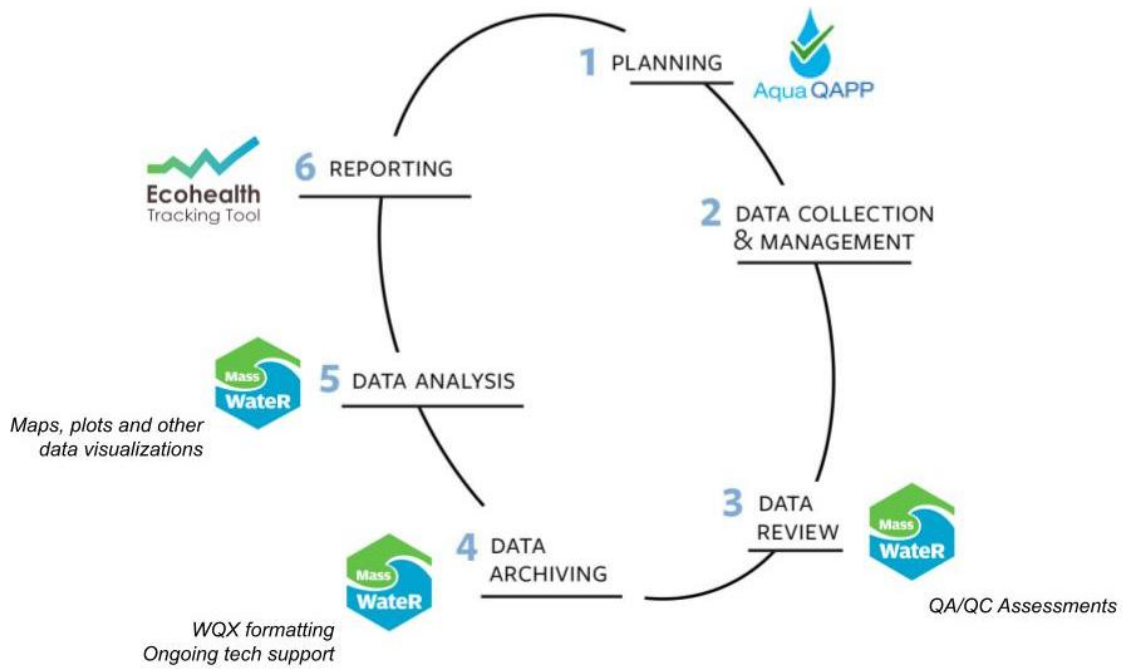 1 PLANNING
Aqua QAPP
2 DATA COLLECTION
& MANAGEMENT
3 DATA
REVIEW
Mass
WateR
QA/QC Assessments
4 DATA
ARCHIVING
Mass
WateR
WQX formatting
Ongoing tech support
5 DATA ANALYSIS
Mass
WateR
Maps, plots and other
data visualizations
6 REPORTING
Ecohealth
Tracking Tool